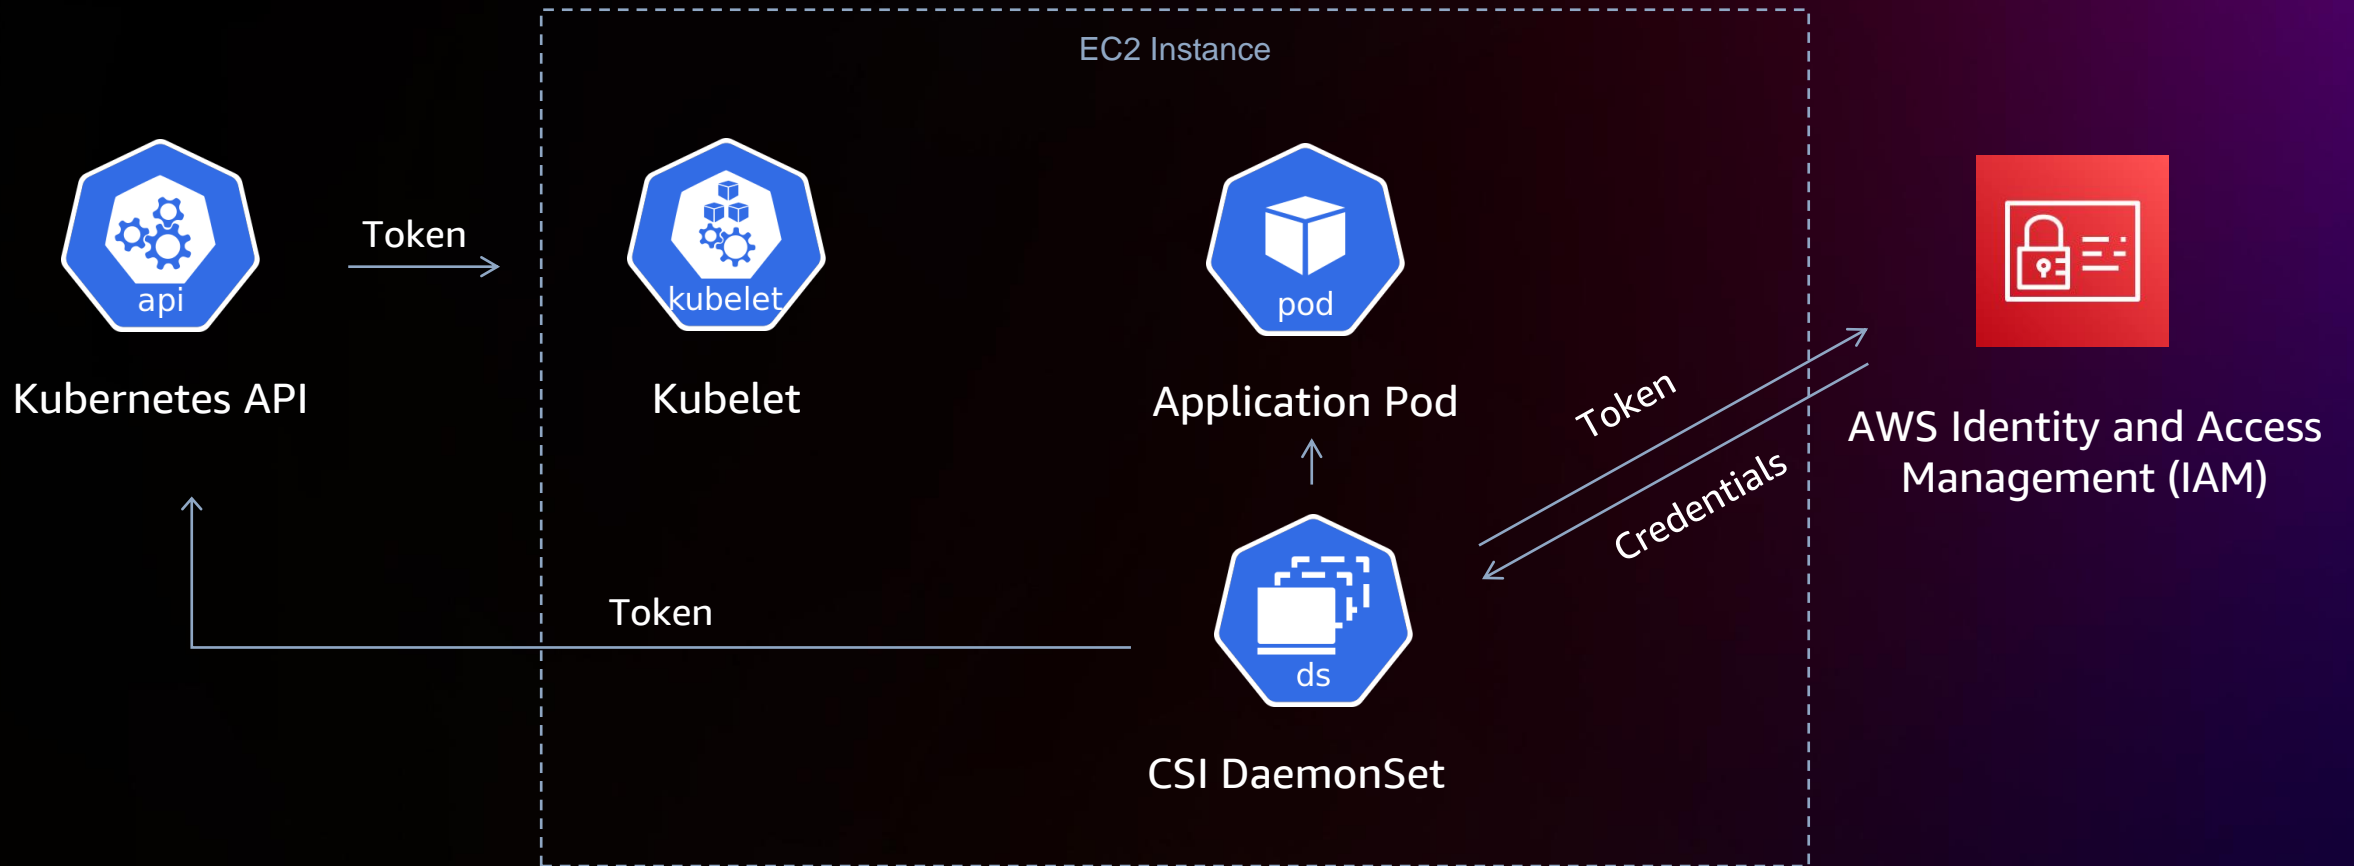 EC2 Instance
Token
api
kubelet
pod
Kubernetes API
Kubelet
Application Pod
Token
AWS Identity and Access
Management (IAM)
Credentials
Token
ds
CSI DaemonSet